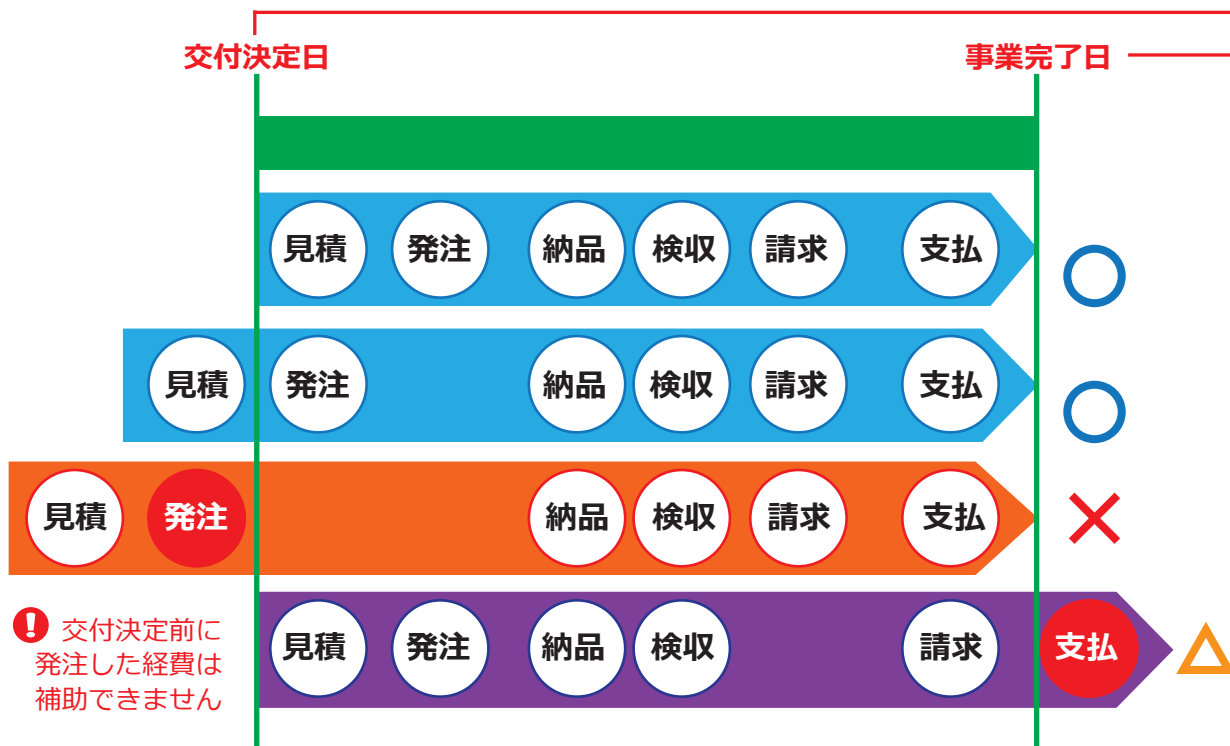 交付決定日
事業完了日
見積 発注 納品 検収 請求 支払
見積 発注 納品 検収 請求 支払
見積 発注 納品 検収 請求 支払
見積 発注 納品 検収 請求 支払
! 交付決定前に
発注した経費は
補助できません